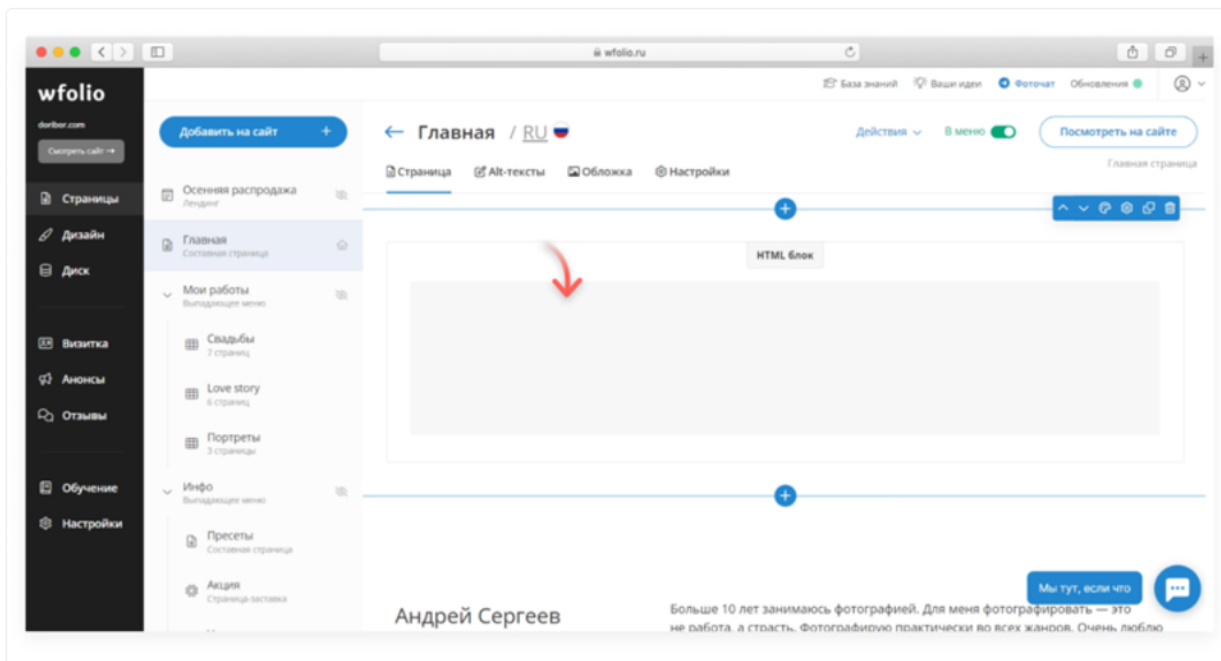 wfolio.ru
wfolio
doribor.com
Смотреть сайт →
Страницы
Дизайн
Диск
Визитка
Анонсы
Отзывы
Обучение
Настройки
База знаний
Ваши идеи
Фоточат
Обновления
Добавить на сайт +
Осенняя распродажа
Лендинг
Главная
Составная страница
Мои работы
Выпадающее меню
Свадьбы
7 страниц
Love story
6 страниц
Портреты
3 страницы
Инфо
Выпадающее меню
Пресеты
Составная страница
Акция
Страница-заставка
← Главная / RU
Действия
В меню
Посмотреть на сайте
Страница
Alt-тексты
Обложка
Настройки
Главная страница
HTML блок
Мы тут, если что
Андрей Сергеев
Больше 10 лет занимаюсь фотографией. Для меня фотографировать — это
не работа, а страсть. Фотографирую практически во всех жанров. Очень люблю